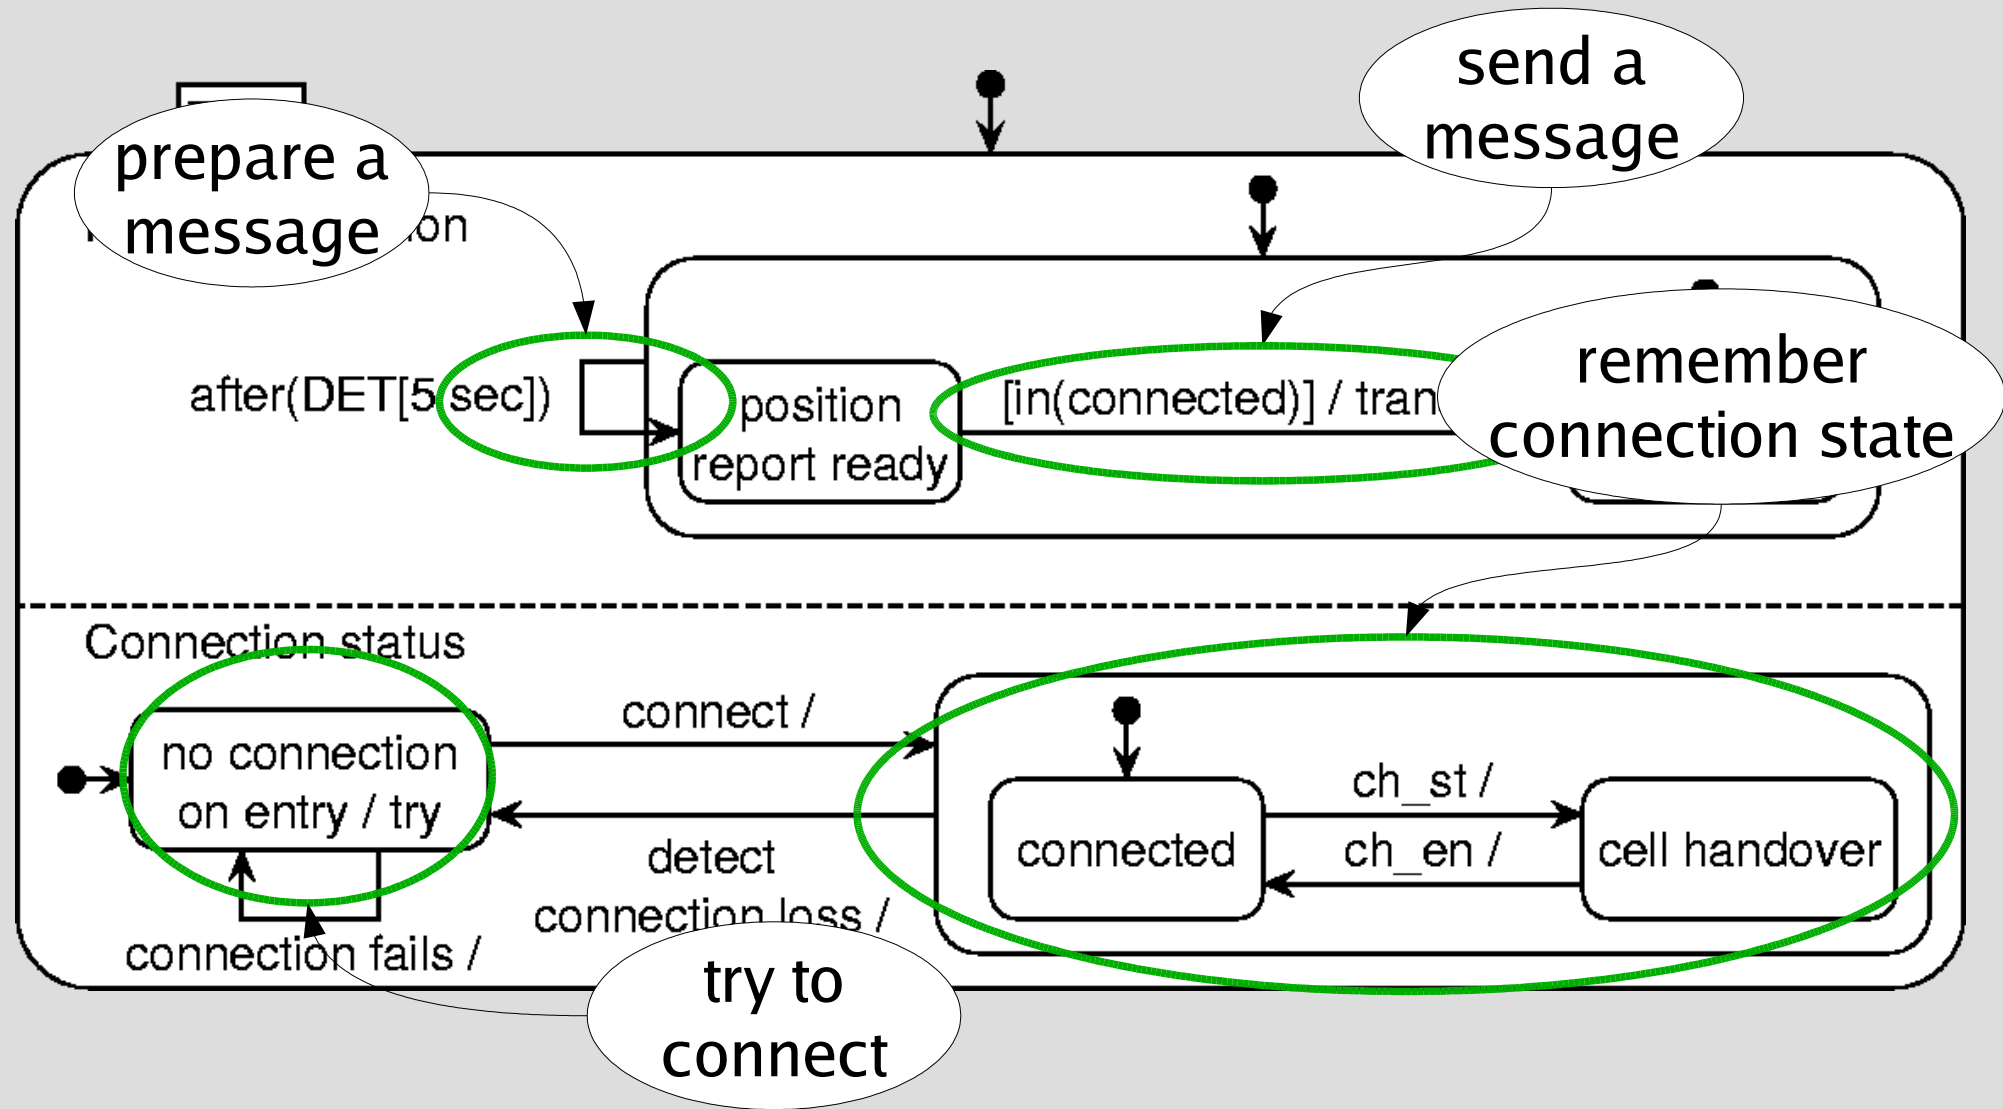 send a
message
prepare a
message
on
after(DET[5 sec])
position
report ready
[in(connected)] / tran
remember
connection state
Connection status
no connection
on entry / try
connect /
detect
connection loss /
connection fails /
connected
ch_st /
ch_en /
cell handover
try to
connect